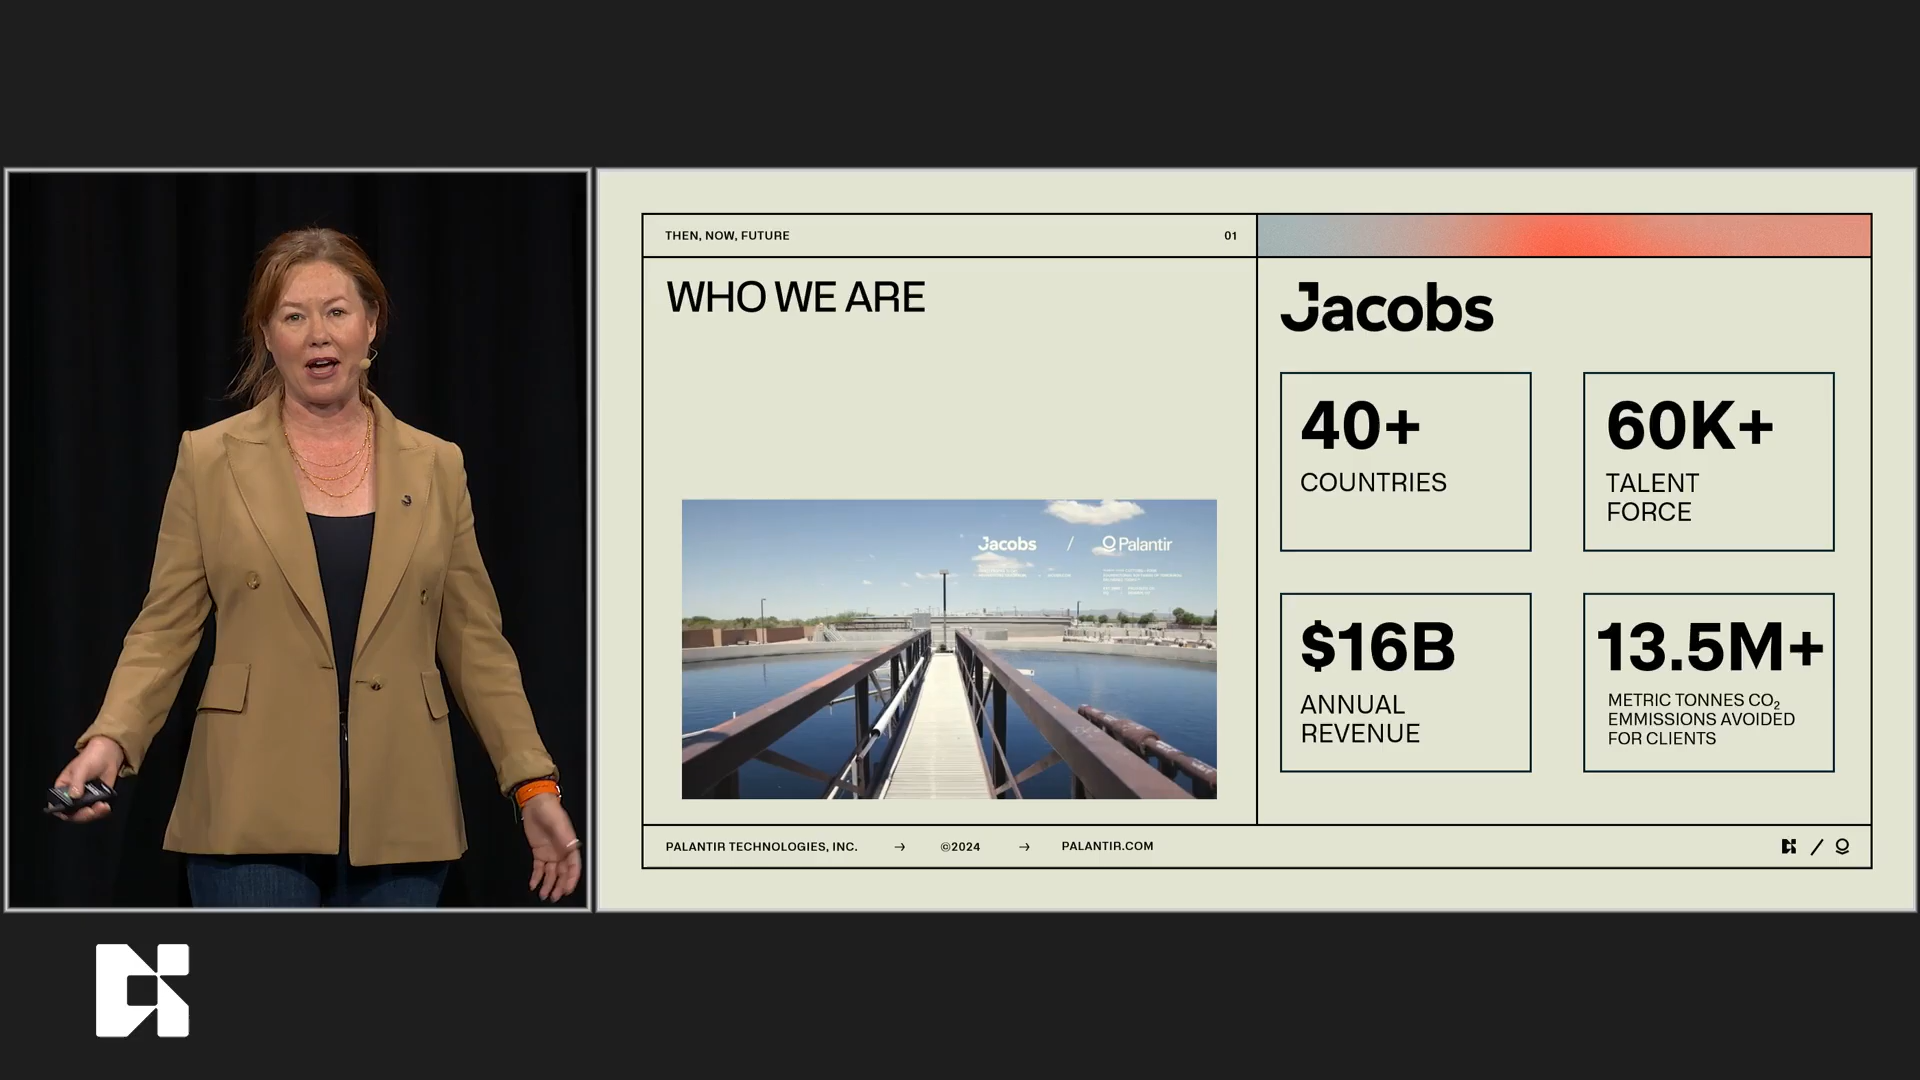 THEN, NOW, FUTURE
01
WHO WE ARE
Jacobs / Palantir
Jacobs
40+
COUNTRIES
60K+
TALENT
FORCE
$16B
ANNUAL
REVENUE
13.5M+
METRIC TONNES CO₂
EMMISSIONS AVOIDED
FOR CLIENTS
PALANTIR TECHNOLOGIES, INC. → ©2024 → PALANTIR.COM